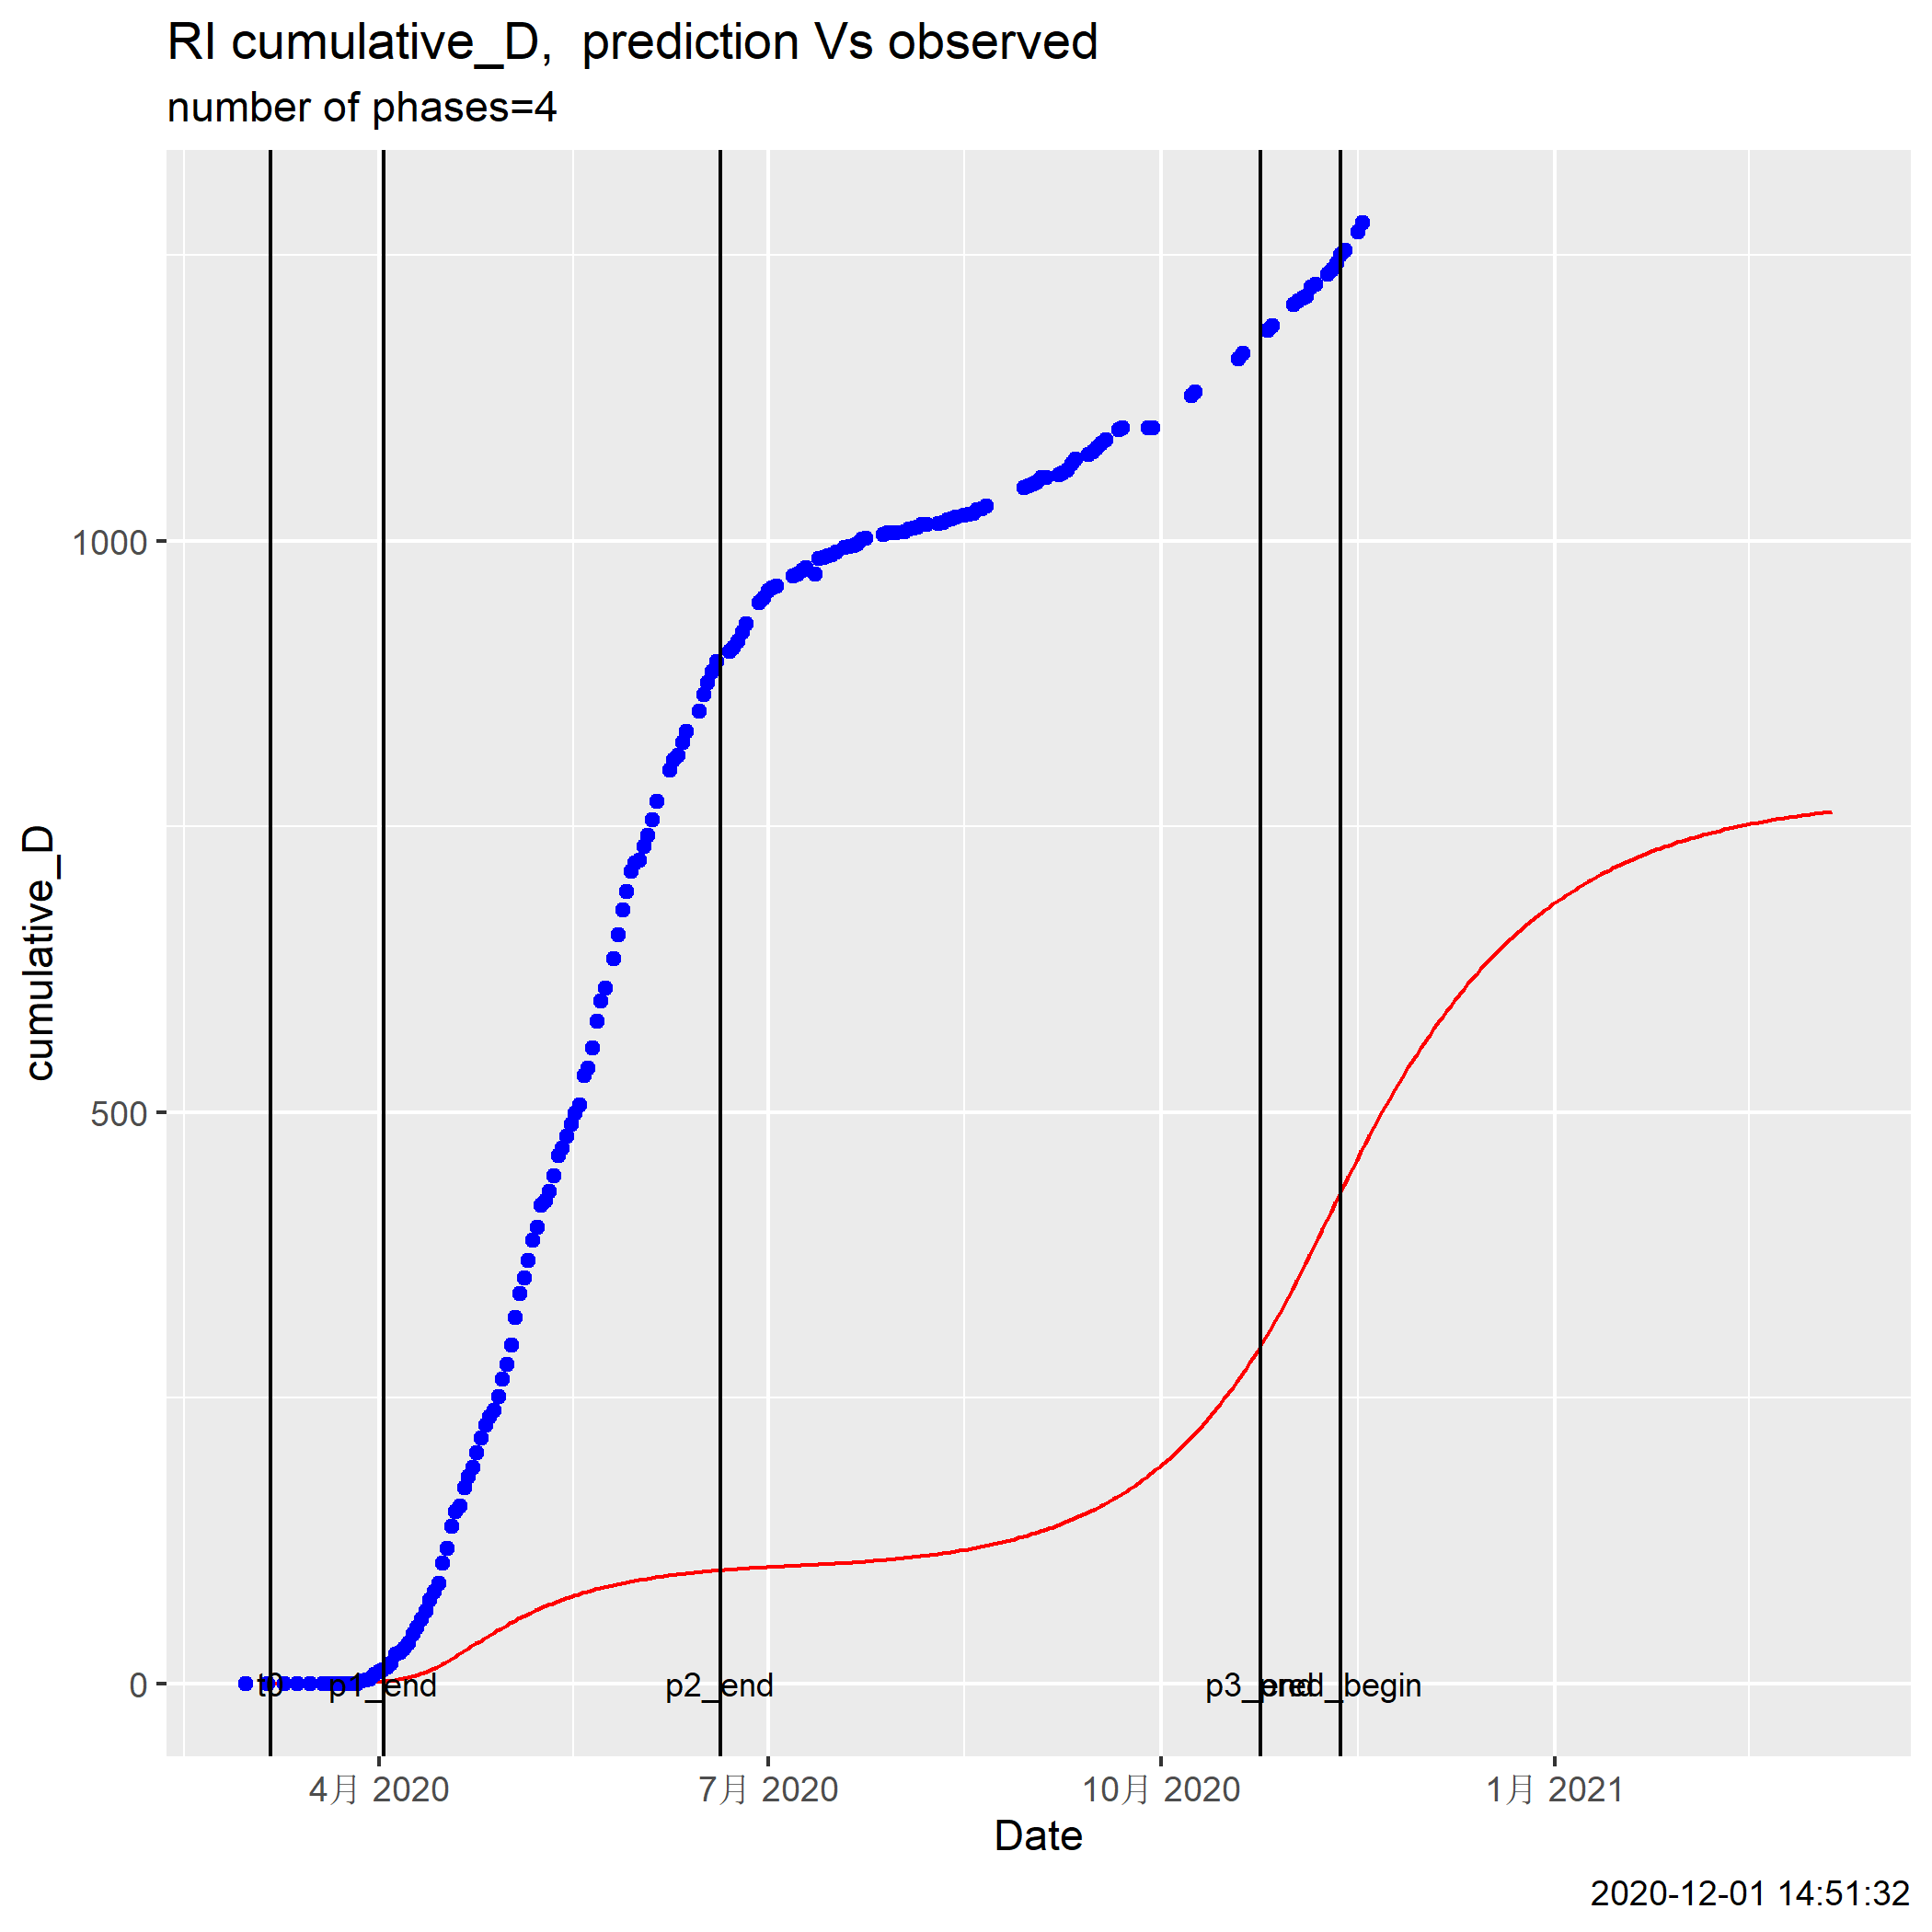 RI cumulative_D,  prediction Vs observed
number of phases=4
cumulative_D
1000
500
0
t0
p1_end
p2_end
p3_end
pred_begin
4月 2020
7月 2020
10月 2020
1月 2021
Date
2020-12-01 14:51:32